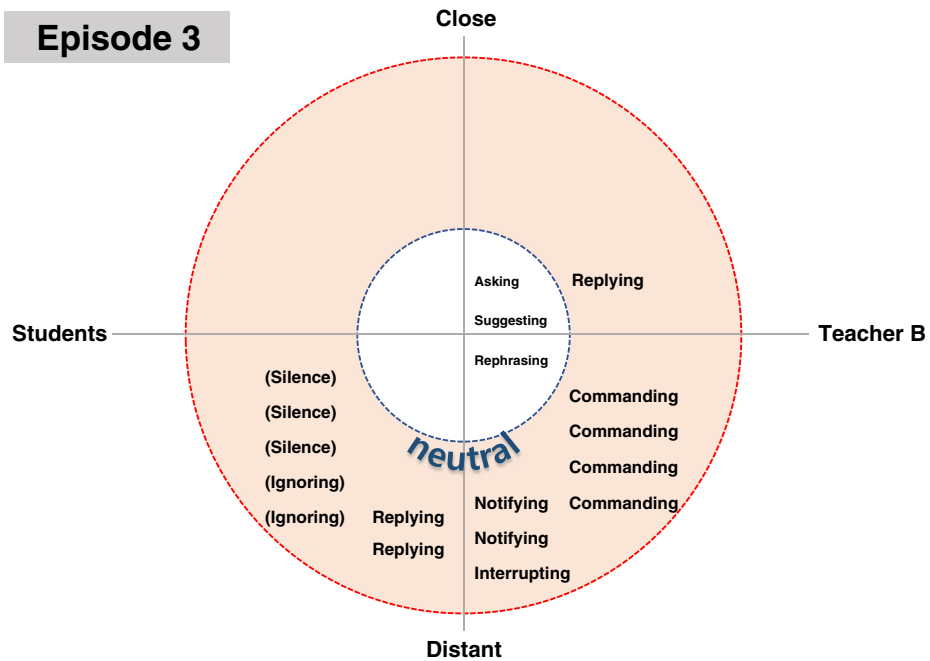 Close
Episode 3
Asking
Replying
Suggesting
Students
Teacher B
Rephrasing
(Silence)
Commanding
(Silence)
Commanding
(Silence)
neutral
Commanding
(Ignoring)
Notifying
Commanding
(Ignoring)
Replying
Notifying
Replying
Interrupting
Distant